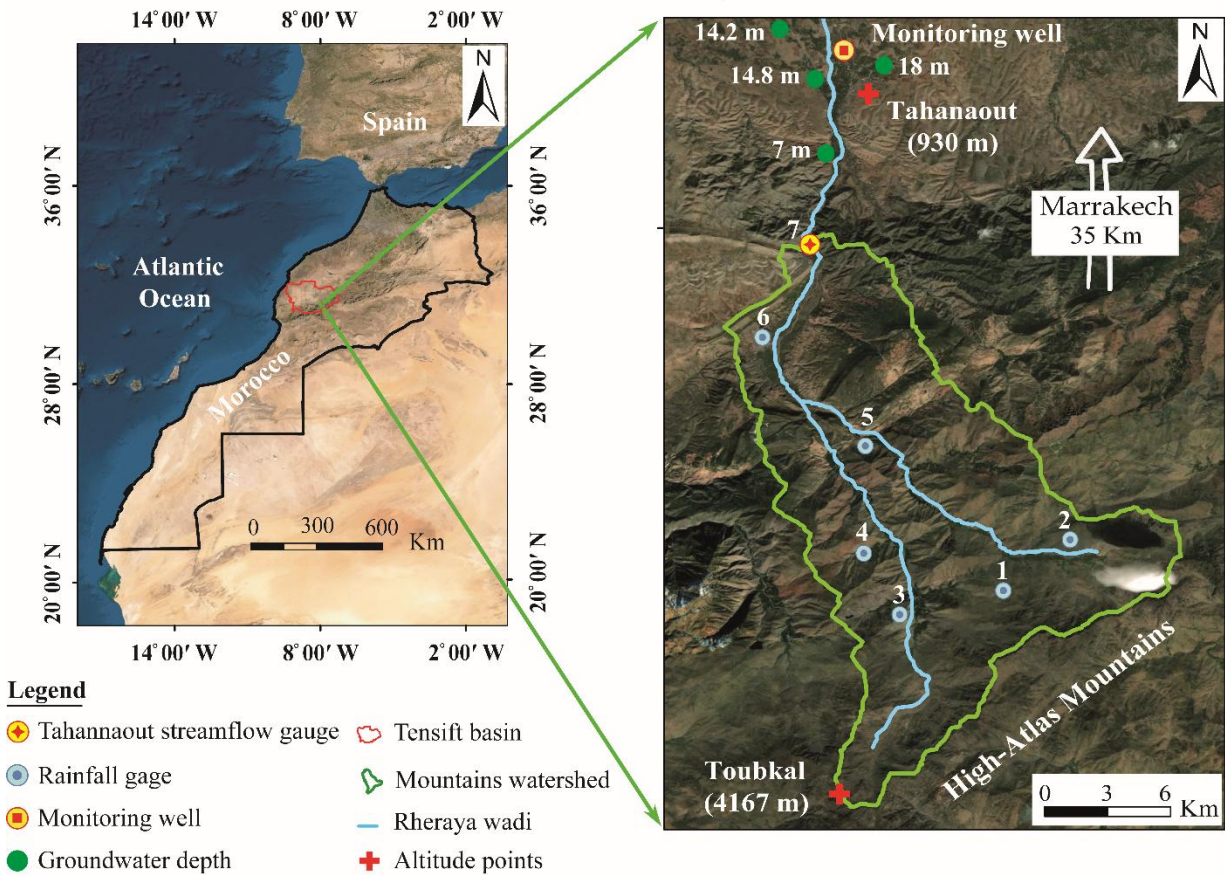 14° 00' W
8° 00' W
2° 00' W
N
Spain
36° 00' N
36° 00' N
Atlantic
Ocean
Morocco
28° 00' N
28° 00' N
0 300 600
Km
20° 00' N
20° 00' N
14° 00' W
8° 00' W
2° 00' W
14.2 m
Monitoring well
N
14.8 m
18 m
Tahanaout
(930 m)
7 m
Marrakech
35 Km
7
6
5
2
4
1
3
High-Atlas Mountains
Toubkal
(4167 m)
0 3 6
Km
Legend
Tahannaout streamflow gauge
Tensift basin
Rainfall gage
Mountains watershed
Monitoring well
Rheraya wadi
Groundwater depth
Altitude points